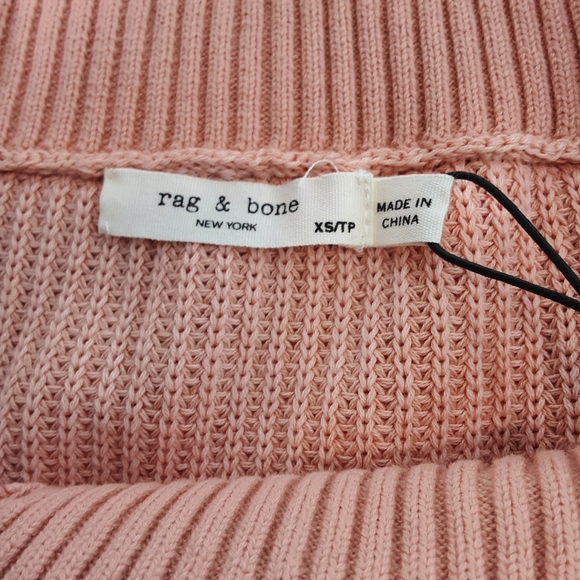 rag & bone
NEW YORK
XS/TP
MADE IN
CHINA